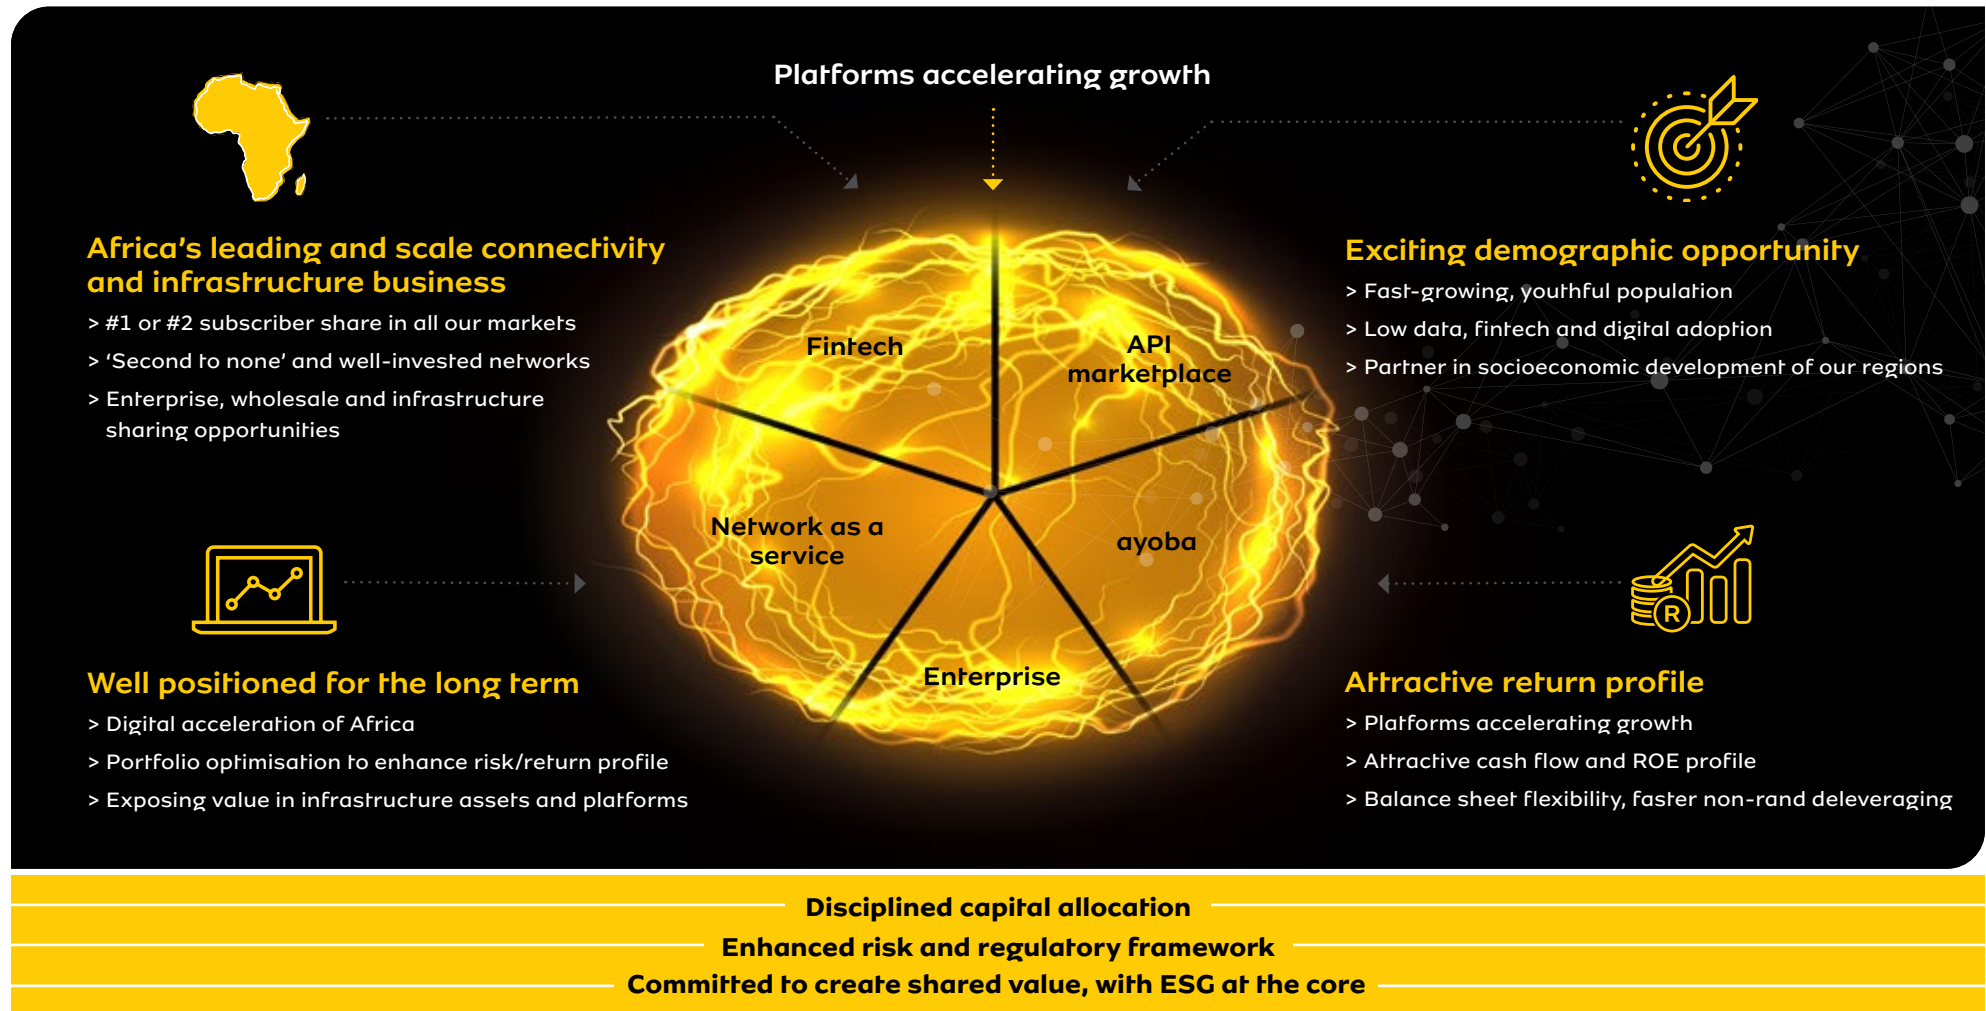 Platforms accelerating growth
Africa's leading and scale connectivity
and infrastructure business
> #1 or #2 subscriber share in all our markets
> ‘Second to none’ and well-invested networks
> Enterprise, wholesale and infrastructure
sharing opportunities
Exciting demographic opportunity
> Fast-growing, youthful population
> Low data, fintech and digital adoption
> Partner in socioeconomic development of our regions
Fintech
API
marketplace
Network as a
service
ayoba
Enterprise
Well positioned for the long term
> Digital acceleration of Africa
> Portfolio optimisation to enhance risk/return profile
> Exposing value in infrastructure assets and platforms
R
Attractive return profile
> Platforms accelerating growth
> Attractive cash flow and ROE profile
> Balance sheet flexibility, faster non-rand deleveraging
Disciplined capital allocation
Enhanced risk and regulatory framework
Committed to create shared value, with ESG at the core